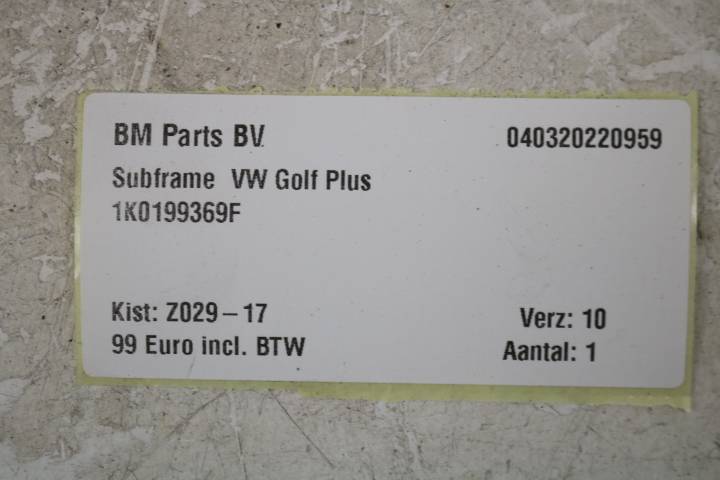 BM Parts BV. 040320220959
Subframe VW Golf Plus
1K0199369F
Kist: Z029-17 Verz: 10
99 Euro incl. BTW Aantal: 1